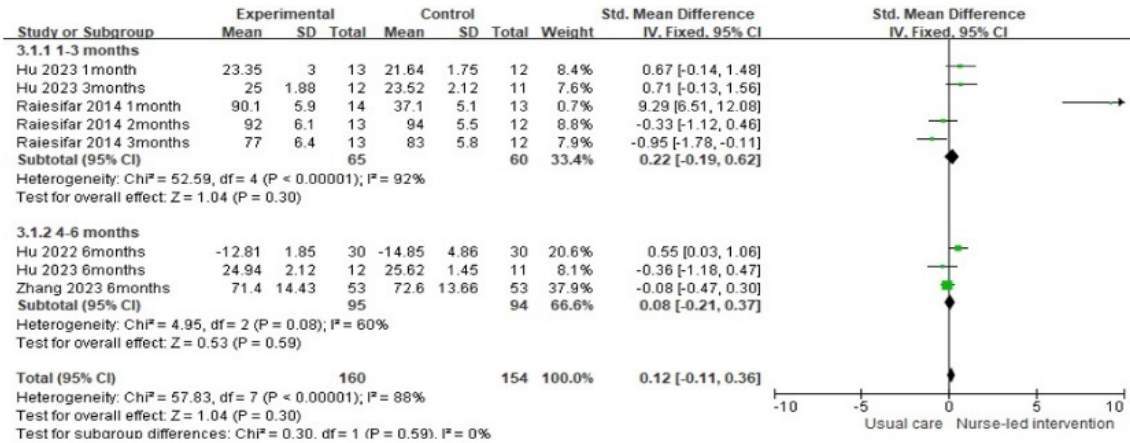 Experimental Control Std. Mean Difference Std. Mean Difference
Study or Subgroup Mean SD Total Mean SD Total Weight IV, Fixed, 95% CI IV, Fixed, 95% CI
3.1.1 1-3 months
Hu 2023 1month 23.35 3 13 21.64 1.75 12 8.4% 0.67 [-0.14, 1.48]
Hu 2023 3months 25 1.88 12 23.52 2.12 11 7.6% 0.71 [-0.13, 1.56]
Raiesifar 2014 1month 90.1 5.9 14 37.1 5.1 13 0.7% 9.29 [6.51, 12.08]
Raiesifar 2014 2months 92 6.1 13 94 5.5 12 8.8% -0.33 [-1.12, 0.46]
Raiesifar 2014 3months 77 6.4 13 83 5.8 12 7.9% -0.95 [-1.78, -0.11]
Subtotal (95% CI) 65 60 33.4% 0.22 [-0.19, 0.62]
Heterogeneity: Chi² = 52.59, df = 4 (P < 0.00001); I² = 92%
Test for overall effect: Z = 1.04 (P = 0.30)
3.1.2 4-6 months
Hu 2022 6months -12.81 1.85 30 -14.85 4.86 30 20.6% 0.55 [0.03, 1.06]
Hu 2023 6months 24.94 2.12 12 25.62 1.45 11 8.1% -0.36 [-1.18, 0.47]
Zhang 2023 6months 71.4 14.43 53 72.6 13.66 53 37.9% -0.08 [-0.47, 0.30]
Subtotal (95% CI) 95 94 66.6% 0.08 [-0.21, 0.37]
Heterogeneity: Chi² = 4.95, df = 2 (P = 0.08); I² = 60%
Test for overall effect: Z = 0.53 (P = 0.59)
Total (95% CI) 160 154 100.0% 0.12 [-0.11, 0.36]
Heterogeneity: Chi² = 57.83, df = 7 (P < 0.00001); I² = 88%
Test for overall effect: Z = 1.04 (P = 0.30)
Test for subgroup differences: Chi² = 0.30, df = 1 (P = 0.59), I² = 0%
-10 -5 0 5 10
Usual care Nurse-led intervention